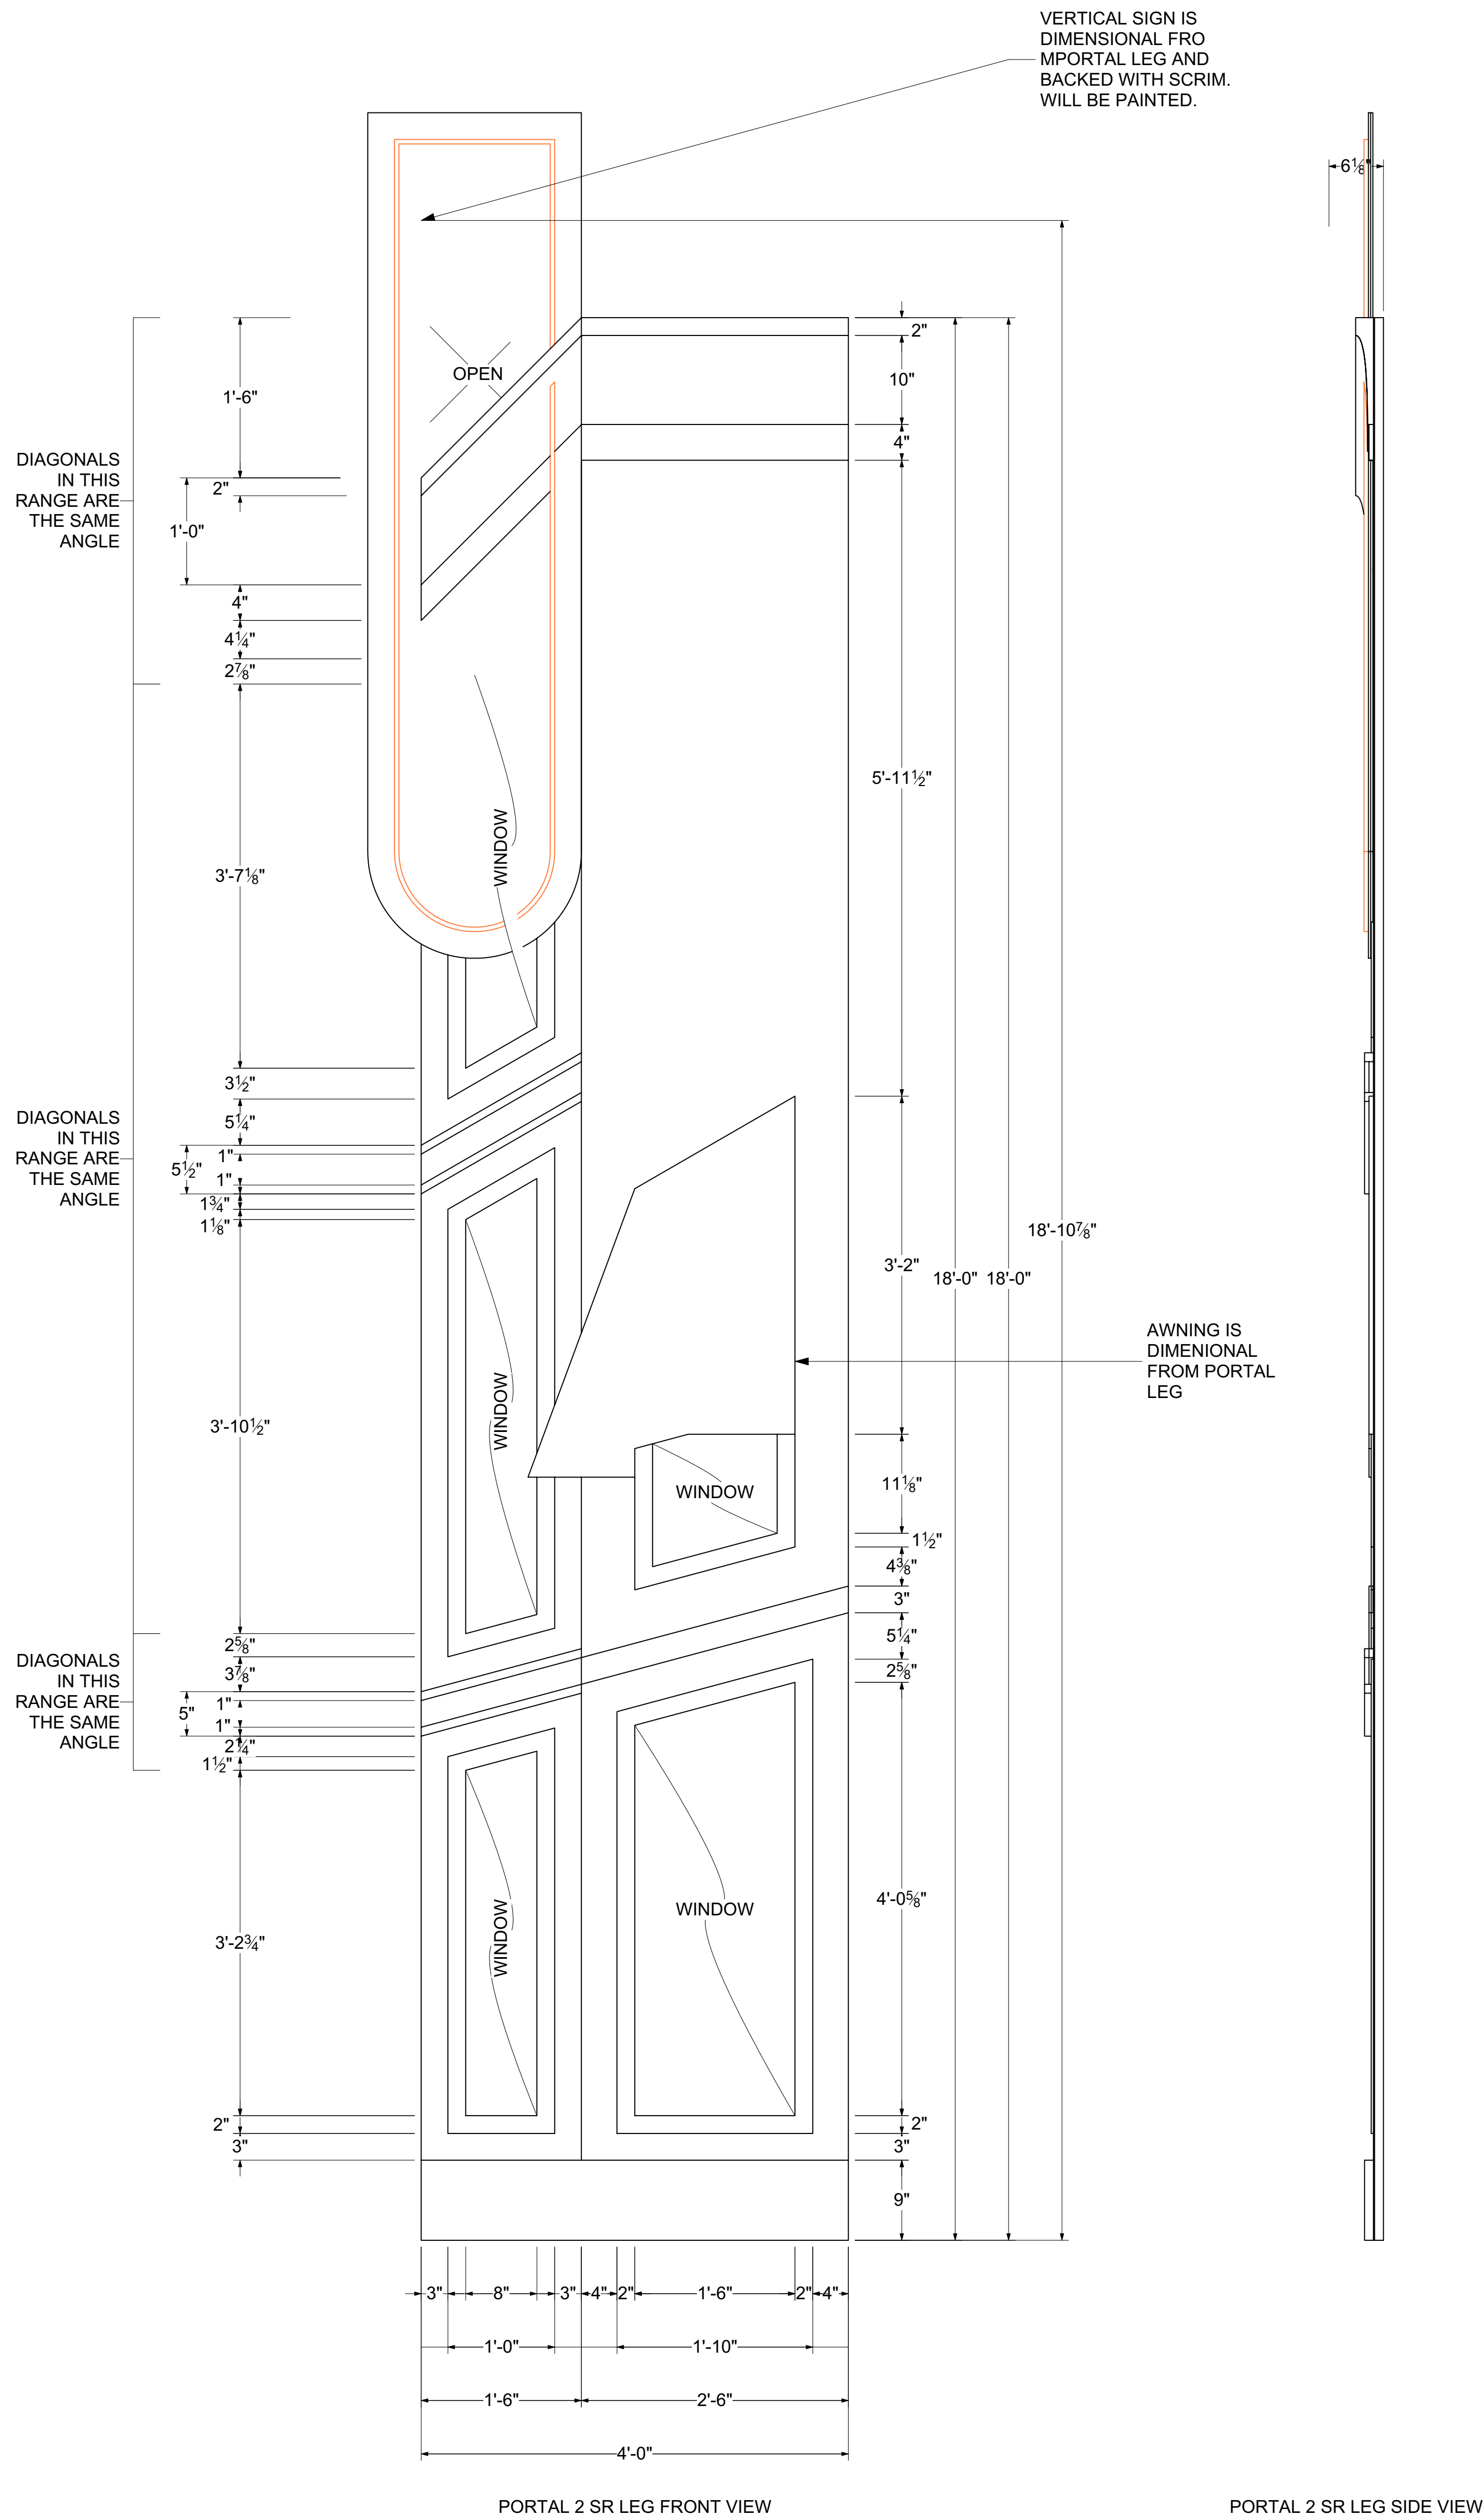 VERTICAL SIGN IS
DIMENSIONAL FRO
MPORTAL LEG AND
BACKED WITH SCRIM.
WILL BE PAINTED.
6⅛"
OPEN
2"
10"
4"
1'-6"
DIAGONALS
IN THIS
RANGE ARE
THE SAME
ANGLE
2"
1'-0"
4"
4¼"
2⅞"
5'-11½"
WINDOW
3'-7⅛"
3½"
5¼"
1"
5½"
1"
1¾"
1⅛"
DIAGONALS
IN THIS
RANGE ARE
THE SAME
ANGLE
18'-10⅞"
3'-2"
18'-0"
18'-0"
AWNING IS
DIMENIONAL
FROM PORTAL
LEG
WINDOW
3'-10½"
WINDOW
11⅛"
1½"
4⅜"
3"
5¼"
2⅝"
2⅝"
3⅞"
1"
5"
1"
2¼"
1½"
DIAGONALS
IN THIS
RANGE ARE
THE SAME
ANGLE
4'-0⅝"
WINDOW
WINDOW
3'-2¾"
2"
3"
2"
3"
9"
3"
8"
3"
4"
2"
1'-6"
2"
4"
1'-0"
1'-10"
1'-6"
2'-6"
4'-0"
PORTAL 2 SR LEG FRONT VIEW
PORTAL 2 SR LEG SIDE VIEW